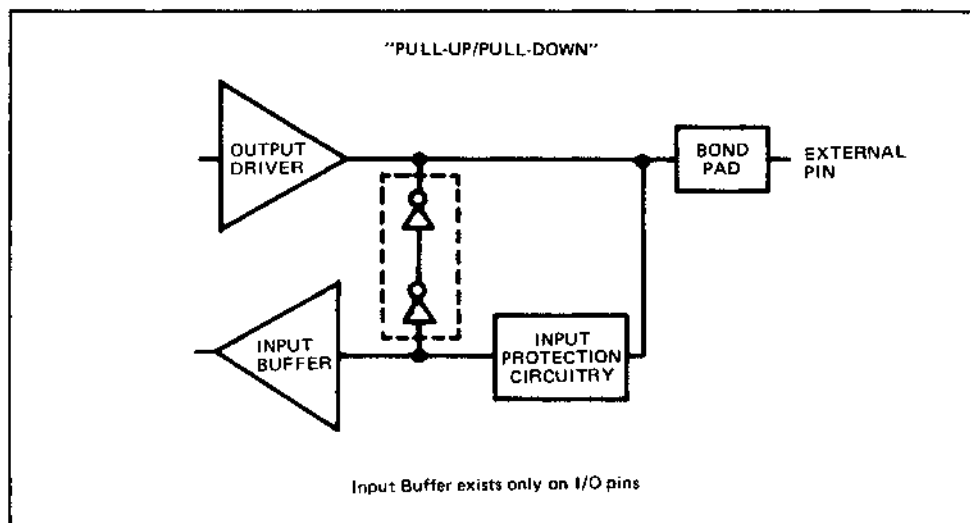 "PULL-UP/PULL-DOWN"
OUTPUT
DRIVER
BOND
PAD
EXTERNAL
PIN
INPUT
BUFFER
INPUT
PROTECTION
CIRCUITRY
Input Buffer exists only on I/O pins